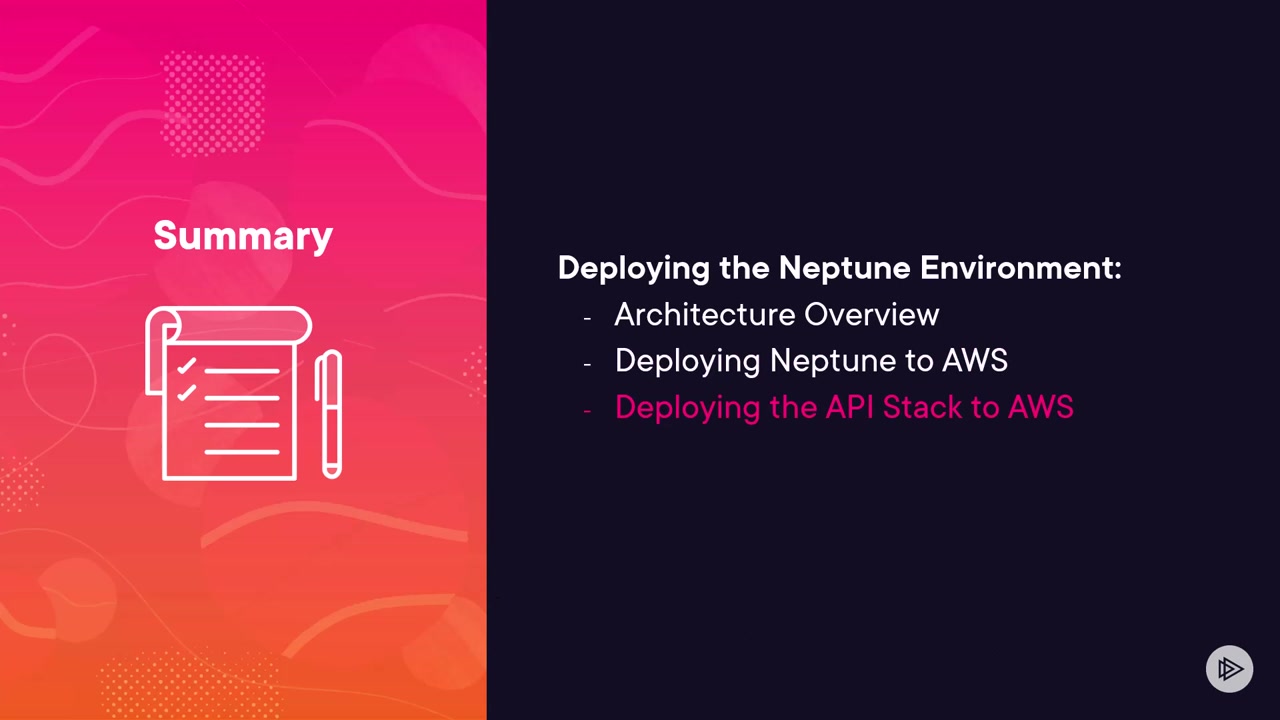 Summary
Deploying the Neptune Environment:
- Architecture Overview
- Deploying Neptune to AWS
- Deploying the API Stack to AWS